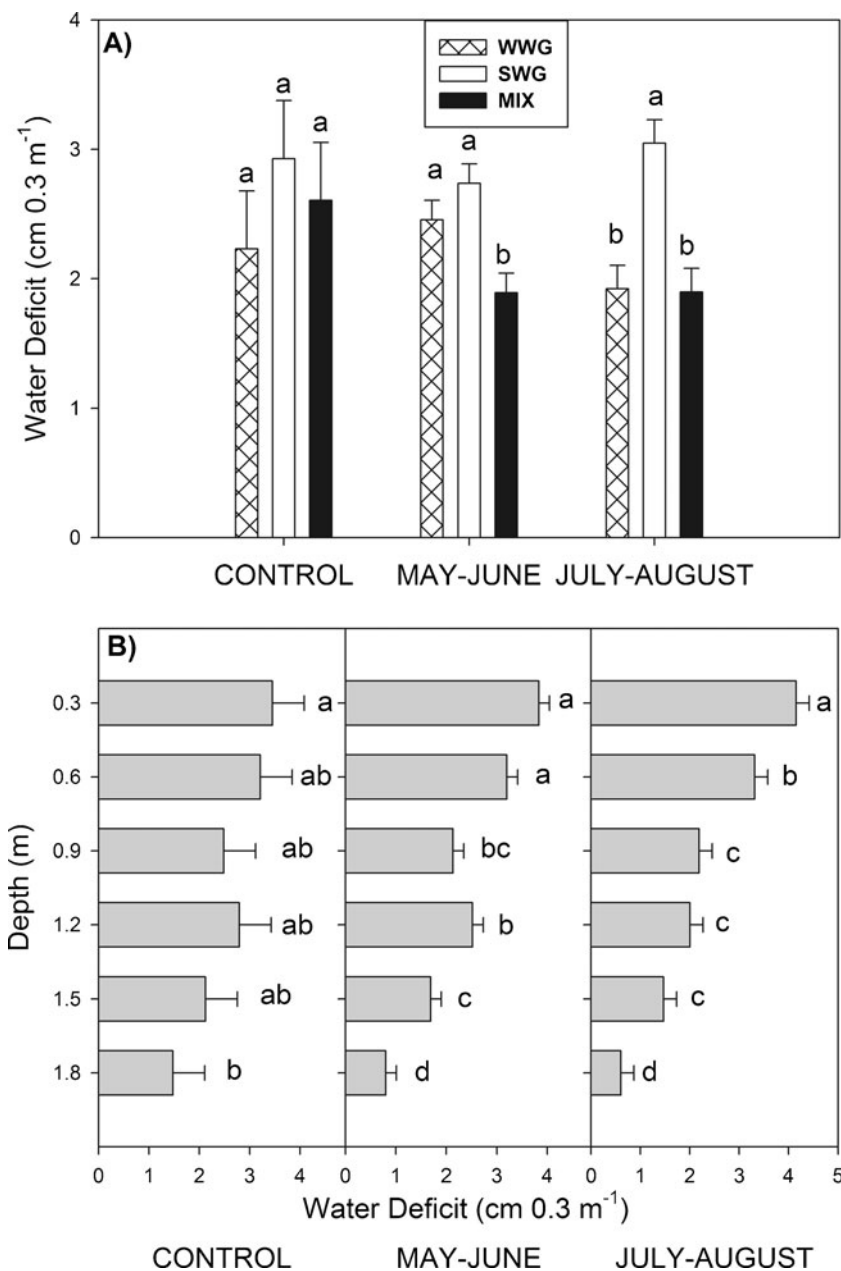 A)
WWG
SWG
MIX
Water Deficit (cm 0.3 m⁻¹)
4
3
2
1
0
a a a
a a b
b a b
CONTROL MAY-JUNE JULY-AUGUST
B)
Depth (m)
0.3 a a a
0.6 ab a b
0.9 ab bc c
1.2 ab b c
1.5 ab c c
1.8 b d d
0 1 2 3 4 0 1 2 3 4 0 1 2 3 4 5
Water Deficit (cm 0.3 m⁻¹)
CONTROL MAY-JUNE JULY-AUGUST